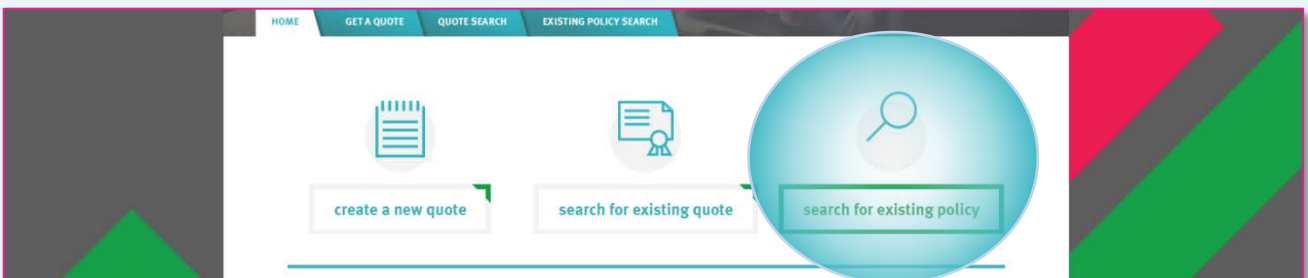 HOME GET A QUOTE QUOTE SEARCH EXISTING POLICY SEARCH
create a new quote search for existing quote search for existing policy